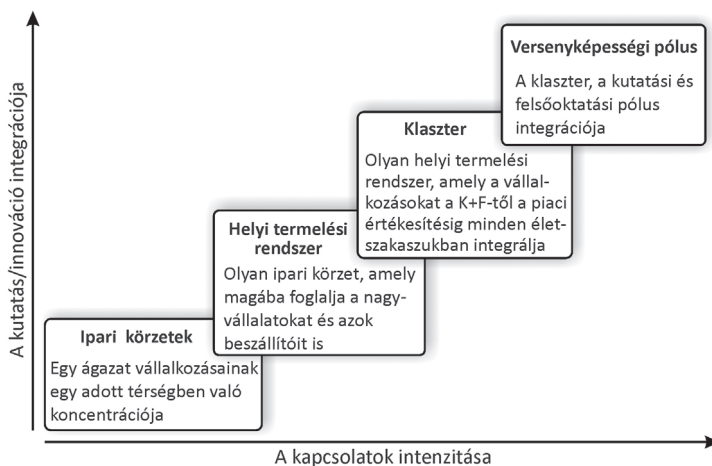 Versenyképességi pólus
A klaszter, a kutatási és
felsőoktatási pólus
integrációja
Klaszter
Olyan helyi termelési
rendszer, amely a vállal-
kozásokat a K+F-től a piaci
értékesítésig minden élet-
szakaszukban integrálja
Helyi termelési
rendszer
Olyan ipari körzet, amely
magába foglalja a nagy-
vállalatokat és azok
beszállítóit is
Ipari körzetek
Egy ágazat vállalkozásainak
egy adott térségben való
koncentrációja
A kutatás/innováció integrációja
A kapcsolatok intenzitása